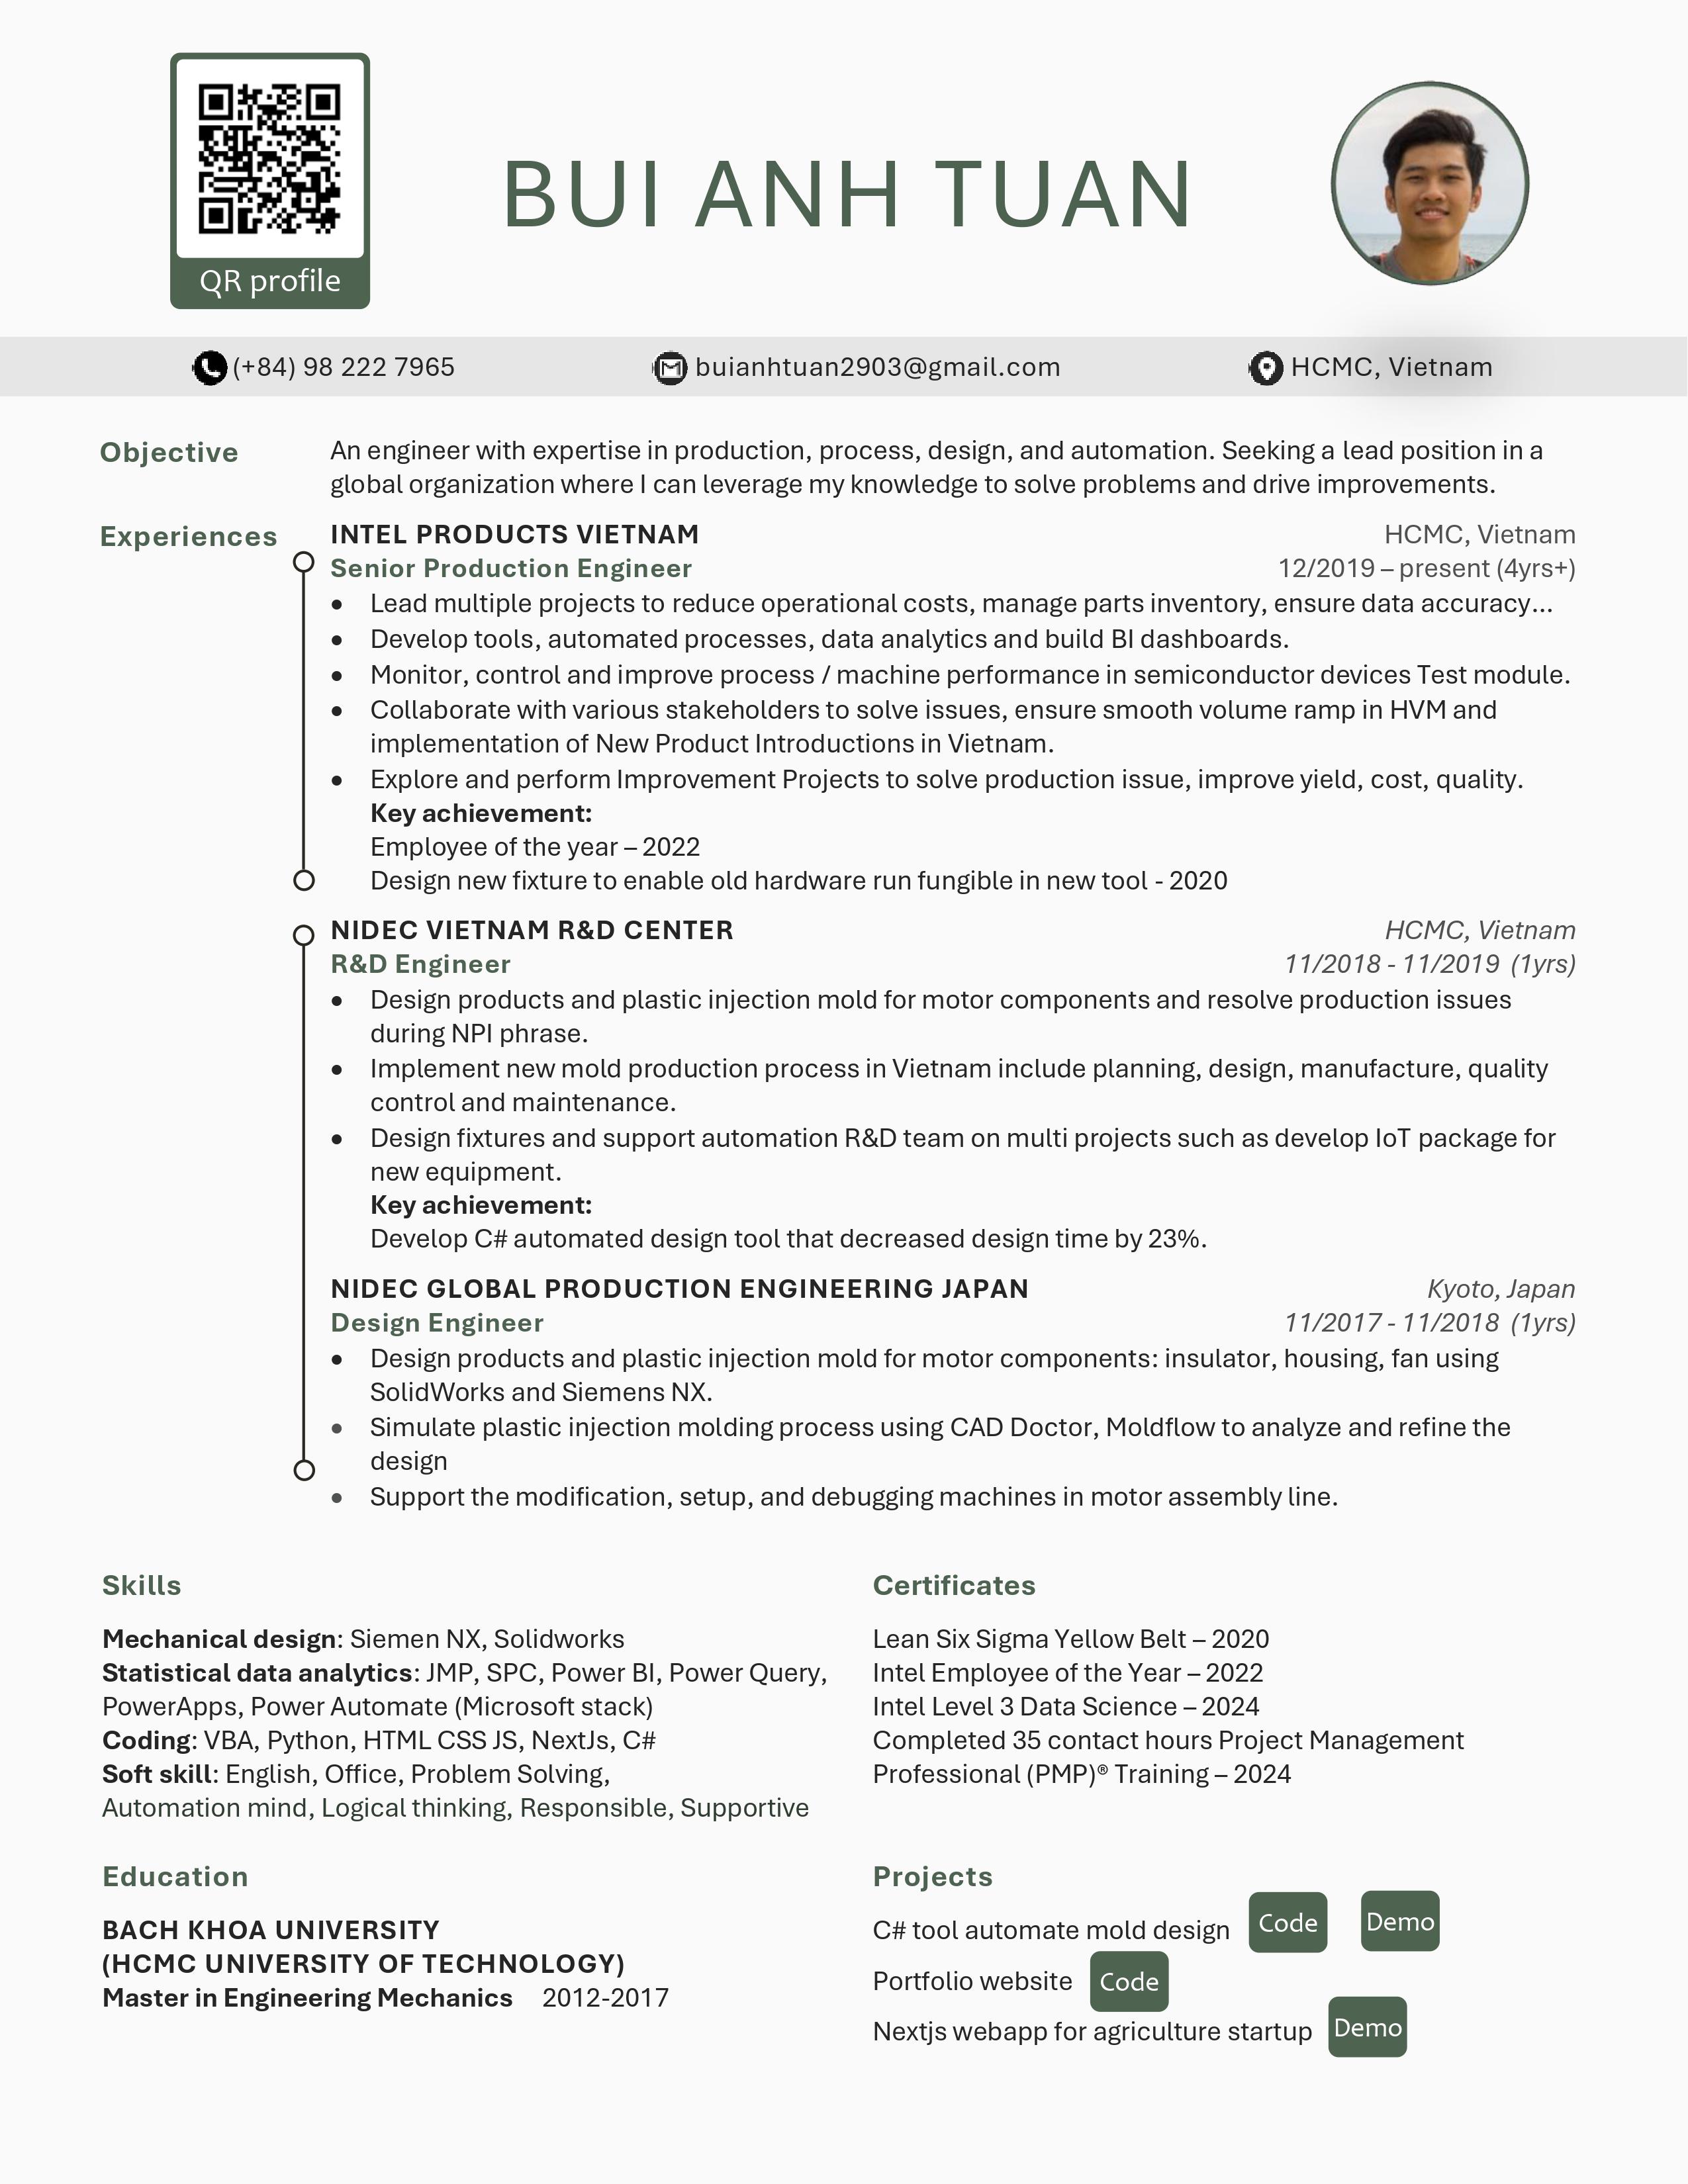 QR profile
BUI ANH TUAN
(+84) 98 222 7965
buianhtuan2903@gmail.com
HCMC, Vietnam
Objective
An engineer with expertise in production, process, design, and automation. Seeking a lead position in a
global organization where I can leverage my knowledge to solve problems and drive improvements.
Experiences
INTEL PRODUCTS VIETNAM HCMC, Vietnam
Senior Production Engineer 12/2019 – present (4yrs+)
• Lead multiple projects to reduce operational costs, manage parts inventory, ensure data accuracy...
• Develop tools, automated processes, data analytics and build BI dashboards.
• Monitor, control and improve process / machine performance in semiconductor devices Test module.
• Collaborate with various stakeholders to solve issues, ensure smooth volume ramp in HVM and
implementation of New Product Introductions in Vietnam.
• Explore and perform Improvement Projects to solve production issue, improve yield, cost, quality.
Key achievement:
Employee of the year – 2022
Design new fixture to enable old hardware run fungible in new tool - 2020
NIDEC VIETNAM R&D CENTER HCMC, Vietnam
R&D Engineer 11/2018 - 11/2019 (1yrs)
• Design products and plastic injection mold for motor components and resolve production issues
during NPI phrase.
• Implement new mold production process in Vietnam include planning, design, manufacture, quality
control and maintenance.
• Design fixtures and support automation R&D team on multi projects such as develop IoT package for
new equipment.
Key achievement:
Develop C# automated design tool that decreased design time by 23%.
NIDEC GLOBAL PRODUCTION ENGINEERING JAPAN Kyoto, Japan
Design Engineer 11/2017 - 11/2018 (1yrs)
• Design products and plastic injection mold for motor components: insulator, housing, fan using
SolidWorks and Siemens NX.
• Simulate plastic injection molding process using CAD Doctor, Moldflow to analyze and refine the
design
• Support the modification, setup, and debugging machines in motor assembly line.
Skills
Mechanical design: Siemen NX, Solidworks
Statistical data analytics: JMP, SPC, Power BI, Power Query,
PowerApps, Power Automate (Microsoft stack)
Coding: VBA, Python, HTML CSS JS, NextJs, C#
Soft skill: English, Office, Problem Solving,
Automation mind, Logical thinking, Responsible, Supportive
Certificates
Lean Six Sigma Yellow Belt – 2020
Intel Employee of the Year – 2022
Intel Level 3 Data Science – 2024
Completed 35 contact hours Project Management
Professional (PMP)® Training – 2024
Education
BACH KHOA UNIVERSITY
(HCMC UNIVERSITY OF TECHNOLOGY)
Master in Engineering Mechanics 2012-2017
Projects
C# tool automate mold design Code Demo
Portfolio website Code
Nextjs webapp for agriculture startup Demo